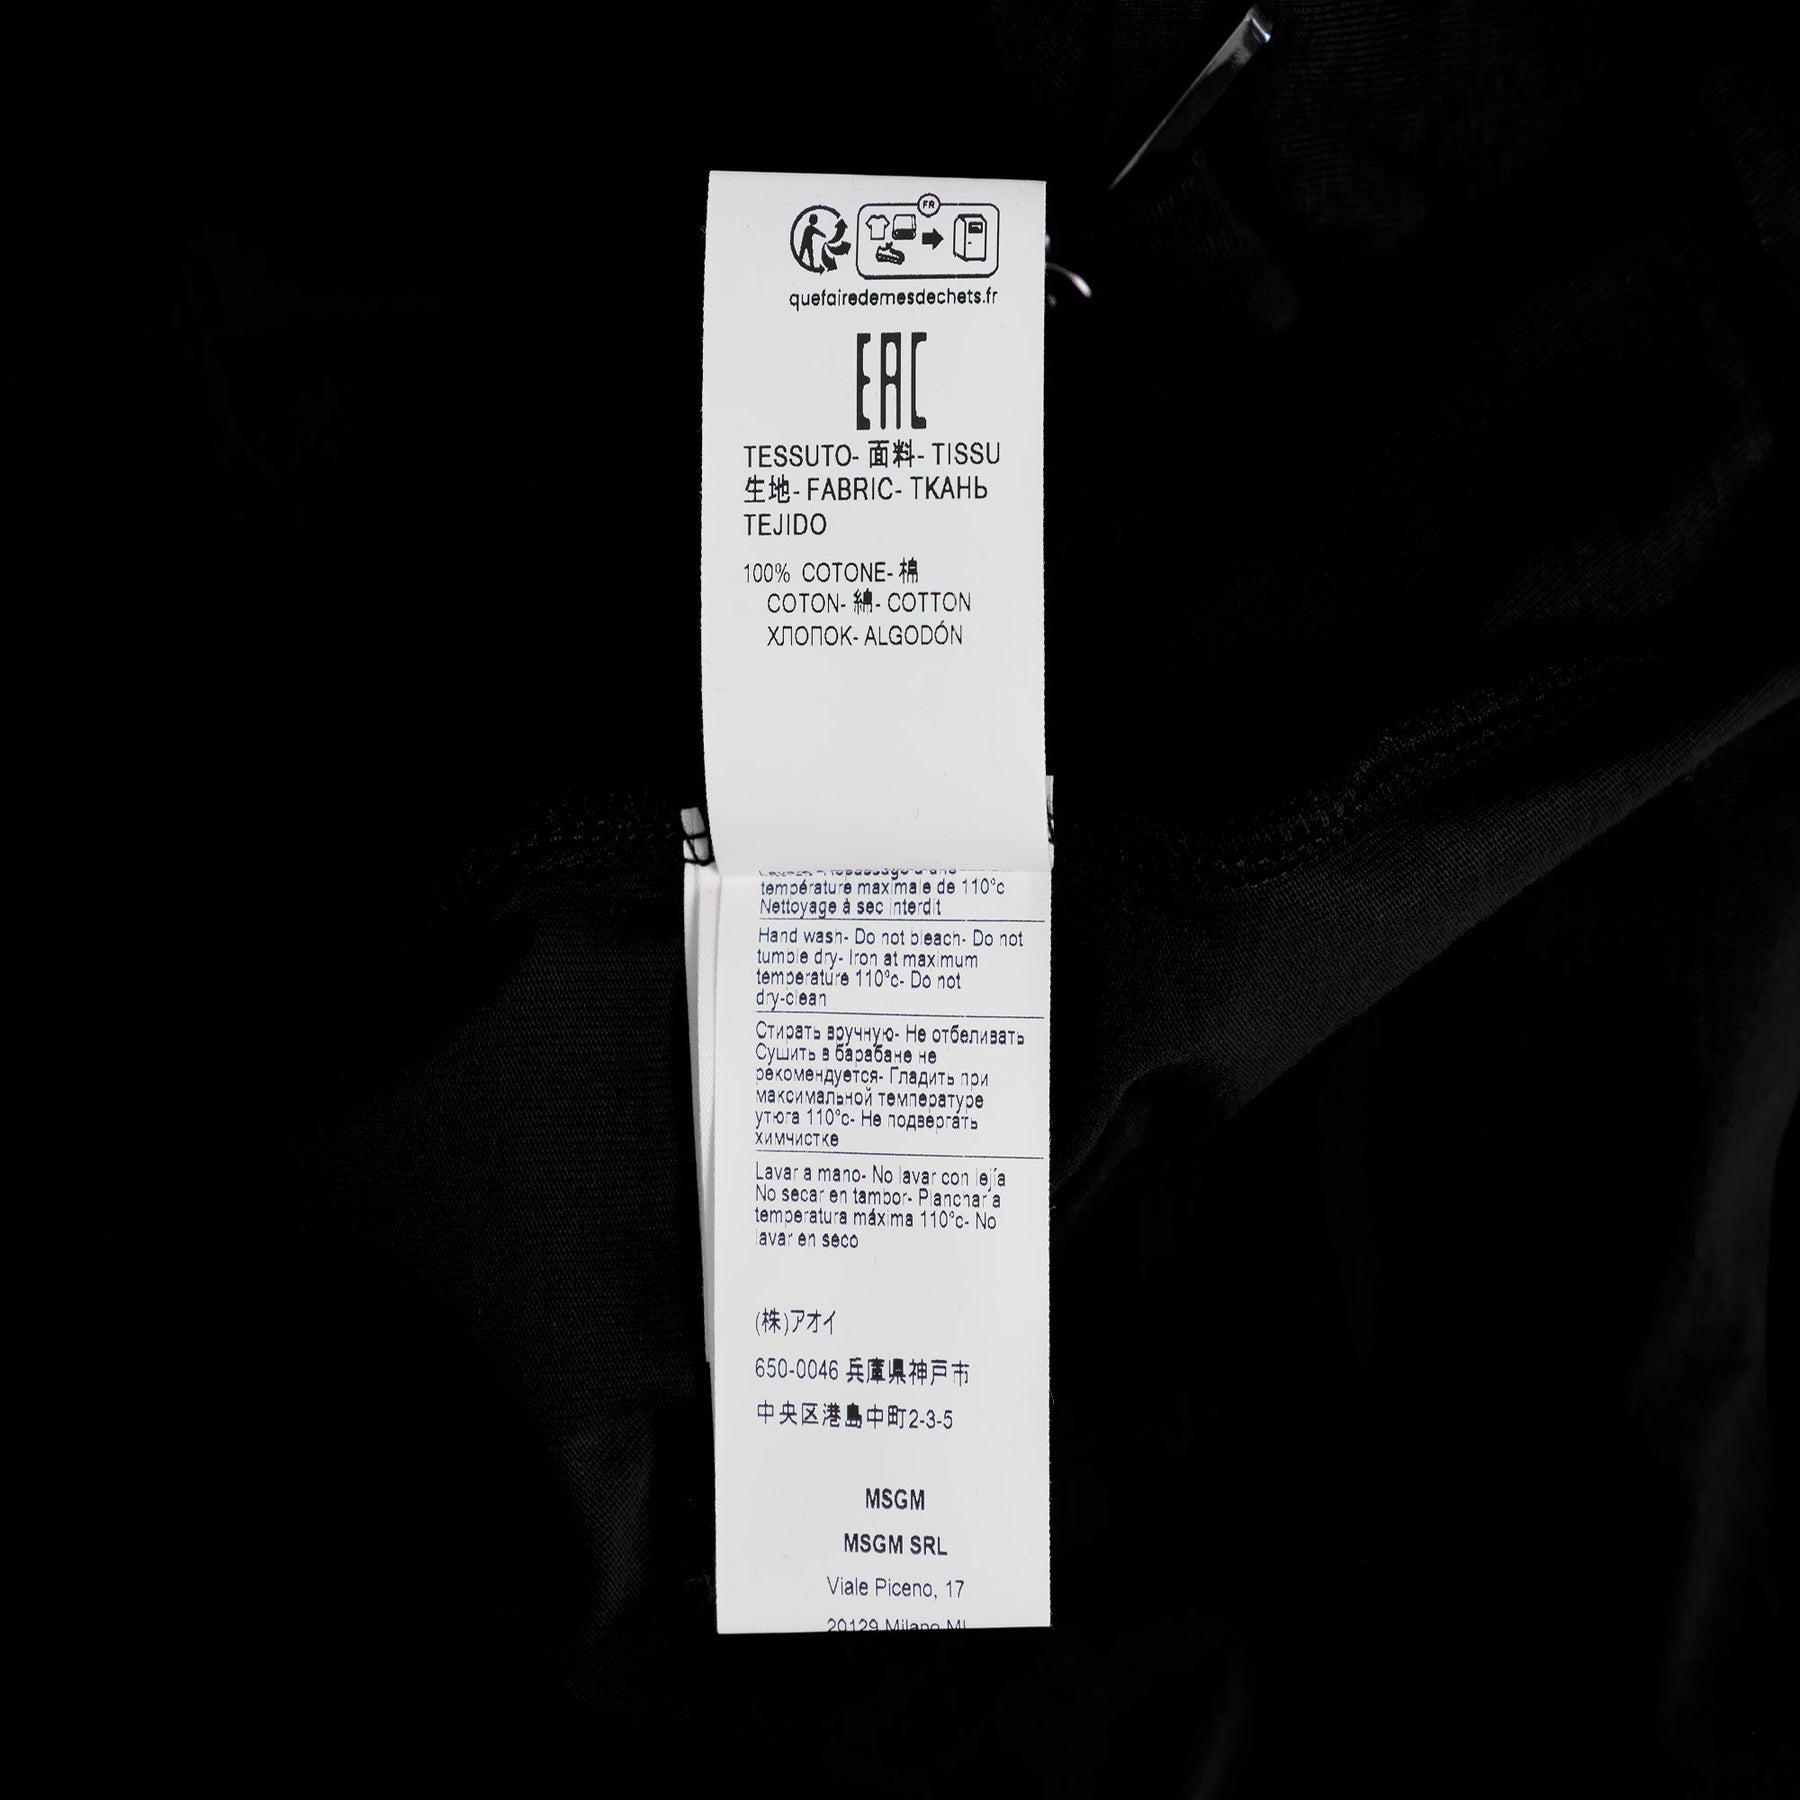 FR
quefairedemesdechets.fr
EAC
TESSUTO- 面料- TISSU
生地- FABRIC- ТКАНЬ
TEJIDO
100% COTONE- 棉
COTON- 綿- COTTON
ХЛОПОК- ALGODÓN
température maximale de 110°c
Nettoyage à sec interdit
Hand wash- Do not bleach- Do not
tumble dry- Iron at maximum
temperature 110°c- Do not
dry-clean
Стирать вручную- Не отбеливать
Сушить в барабане не
рекомендуется- Гладить при
максимальной температуре
утюга 110°c- Не подвергать
химчистке
Lavar a mano- No lavar con lejía
No secar en tambor- Planchar a
temperatura máxima 110°c- No
lavar en seco
(株)アオイ
650-0046 兵庫県神戸市
中央区港島中町2-3-5
MSGM
MSGM SRL
Viale Piceno, 17
20129 Milano MI